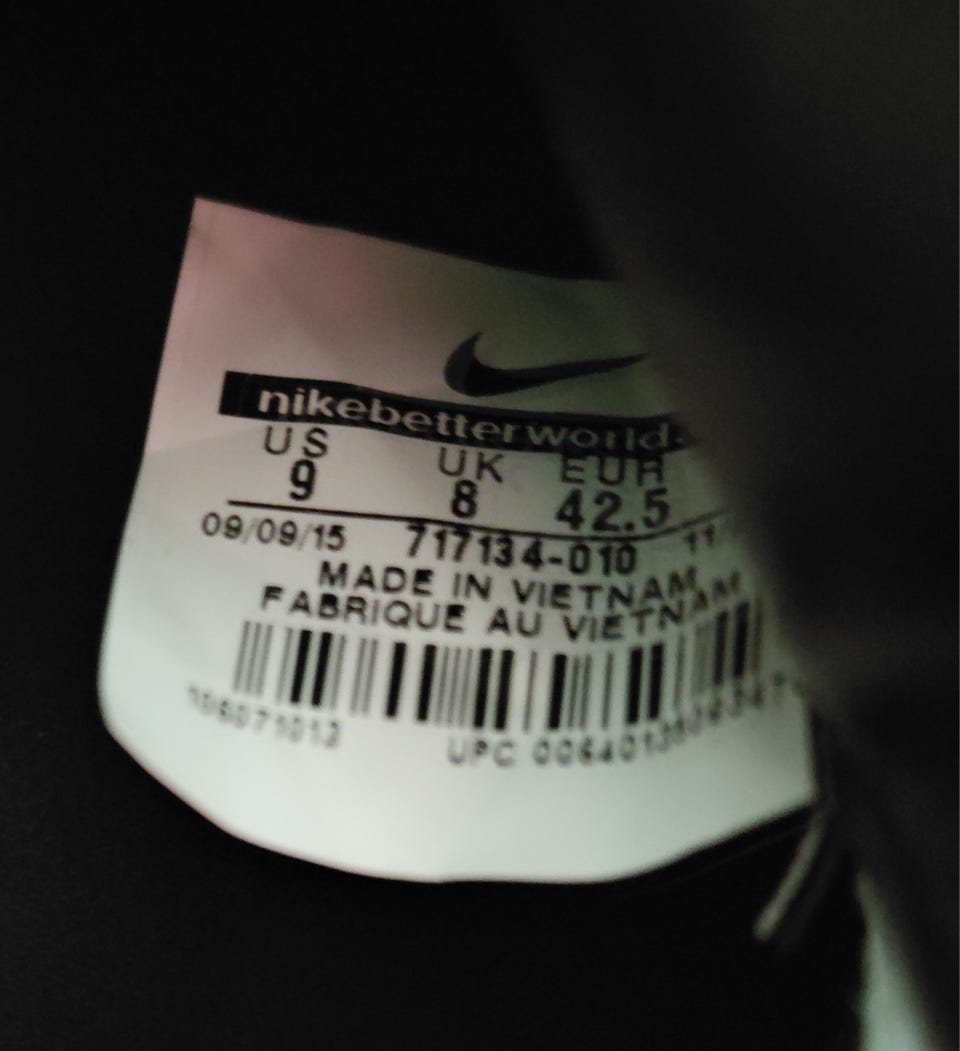 nikebetterworld.
US UK EUR
9 8 42.5
09/09/15 717134-010
MADE IN VIETNAM
FABRIQUE AU VIETNAM
UPC